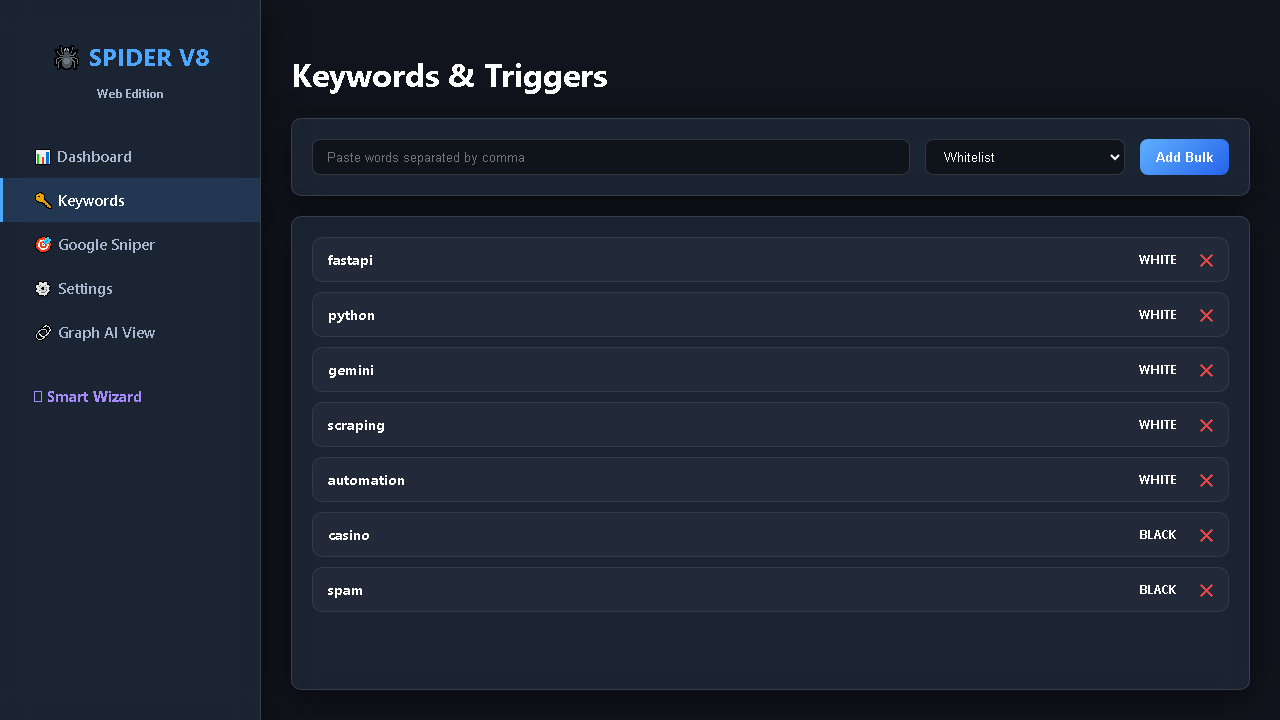 SPIDER V8
Web Edition
Dashboard
Keywords
Google Sniper
Settings
Graph AI View
Smart Wizard
Keywords & Triggers
Paste words separated by comma
Whitelist
Add Bulk
fastapi WHITE
python WHITE
gemini WHITE
scraping WHITE
automation WHITE
casino BLACK
spam BLACK